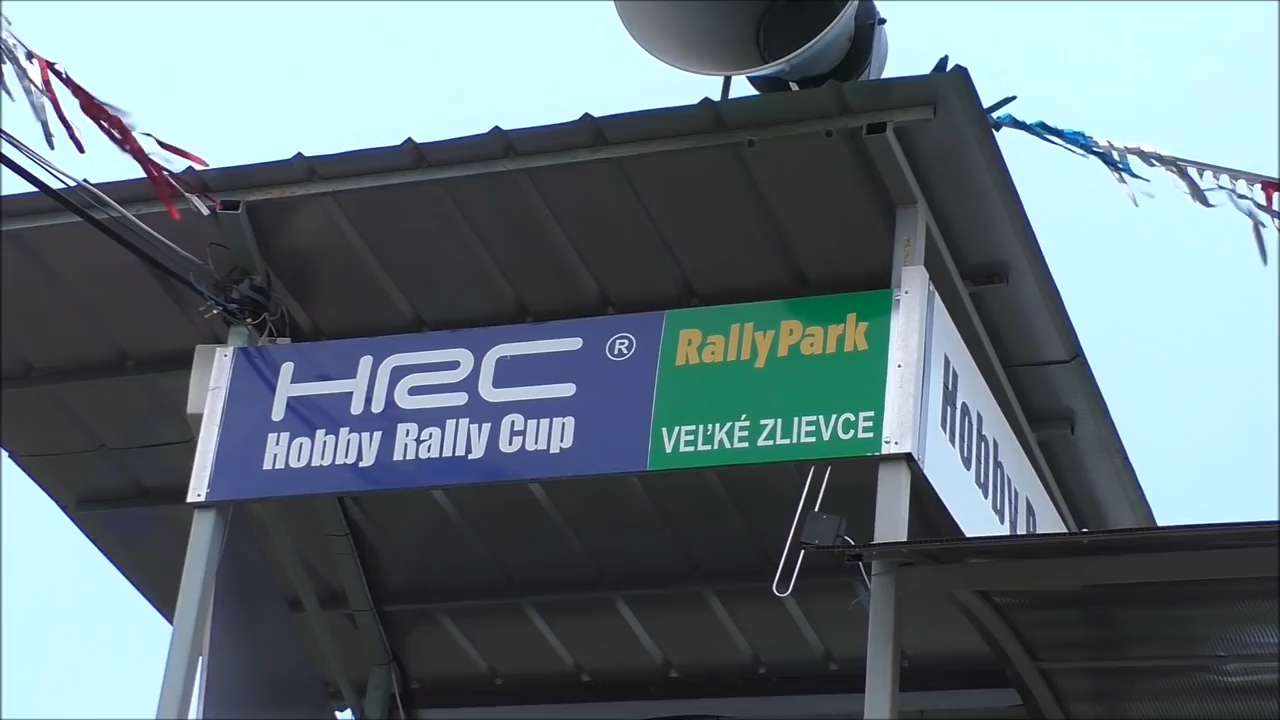 HRC ®
Hobby Rally Cup
RallyPark
VEĽKÉ ZLIEVCE
Hobby